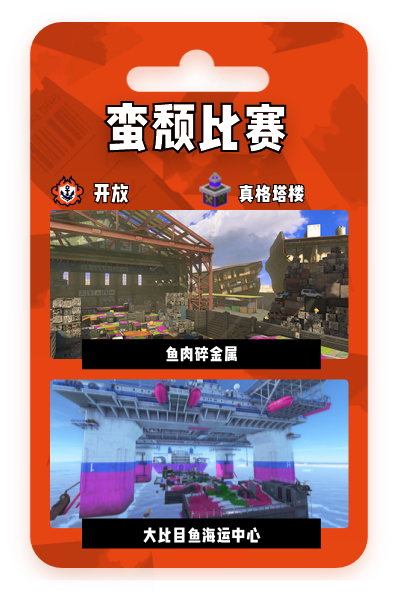 蛮颓比赛
开放
真格塔楼
鱼肉碎金属
大比目鱼海运中心